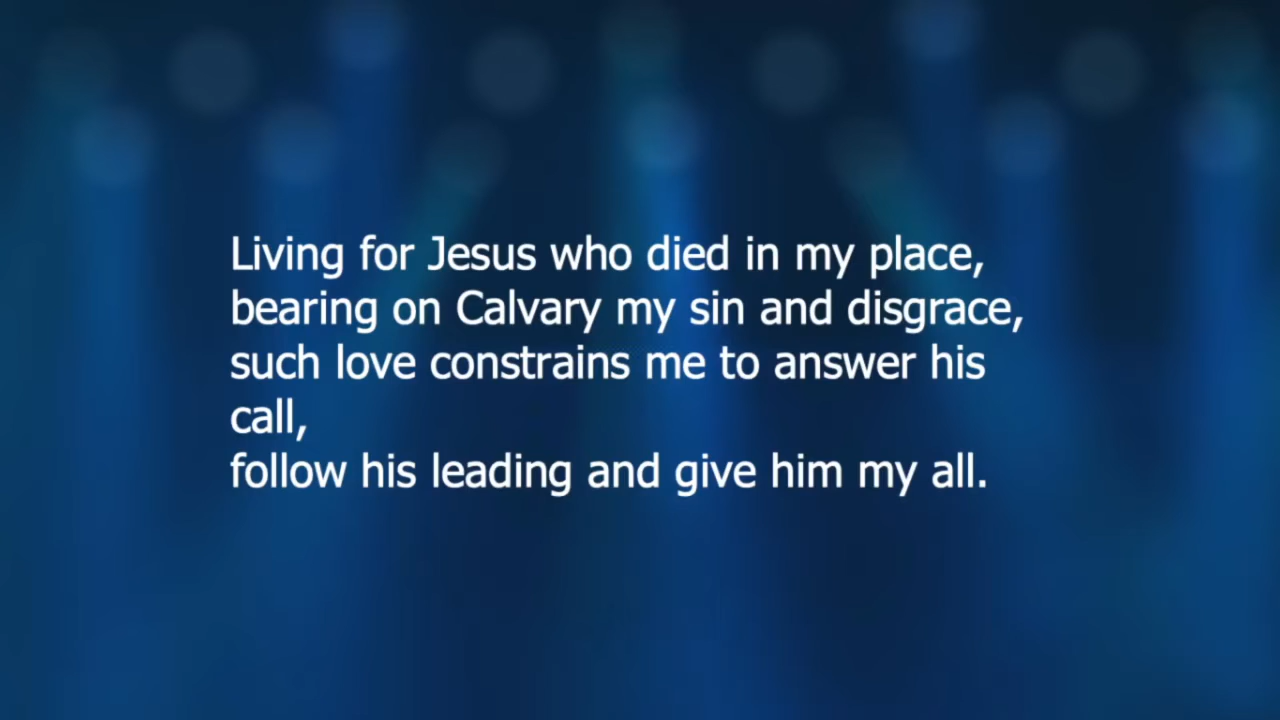 Living for Jesus who died in my place,
bearing on Calvary my sin and disgrace,
such love constrains me to answer his
call,
follow his leading and give him my all.